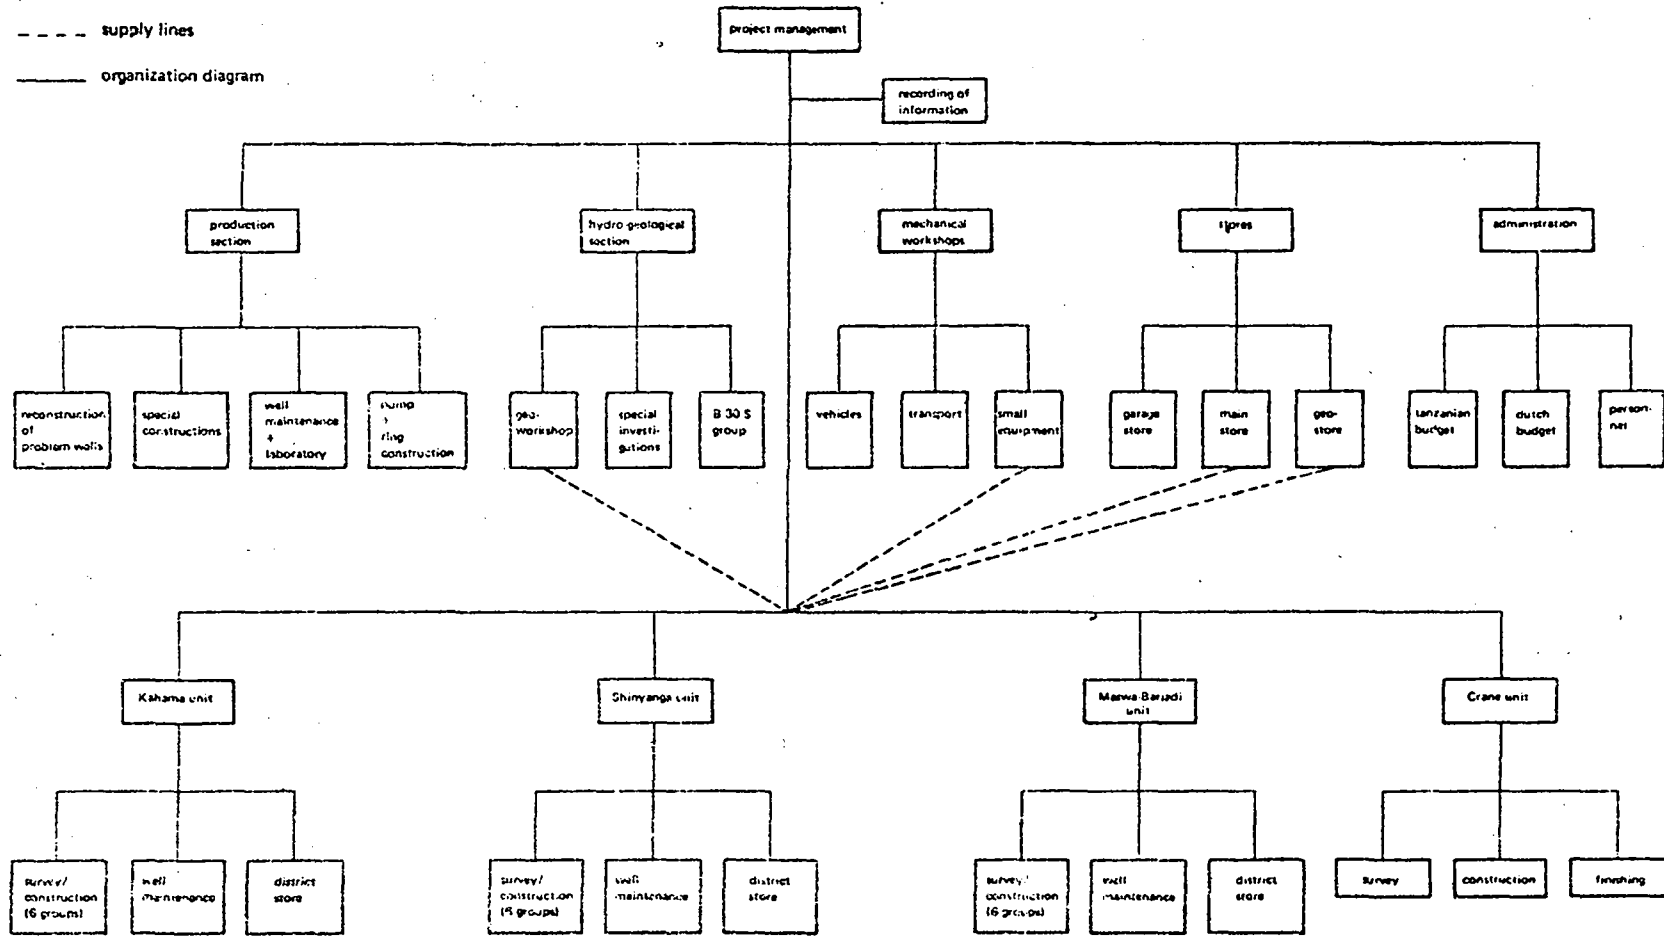 supply lines
organization diagram
project management
recording of
information
production
section
hydro-geological
section
mechanical
workshops
stores
administration
reconstruction
of
problem wells
special
constructions
well
maintenance
+
laboratory
pump
+
ring
construction
geo-
workshop
special
investi-
gations
B 30 S
group
vehicles
transport
small
equipment
garage
store
main
store
geo-
store
tanzanian
budget
dutch
budget
person-
nel
Kahama unit
Shinyanga unit
Maswa-Bariadi
unit
Crane unit
survey/
construction
(6 groups)
well
maintenance
district
store
survey/
construction
groups)
well
maintenance
district
store
survey/
construction
(6 groups)
well
maintenance
district
store
survey
construction
finishing